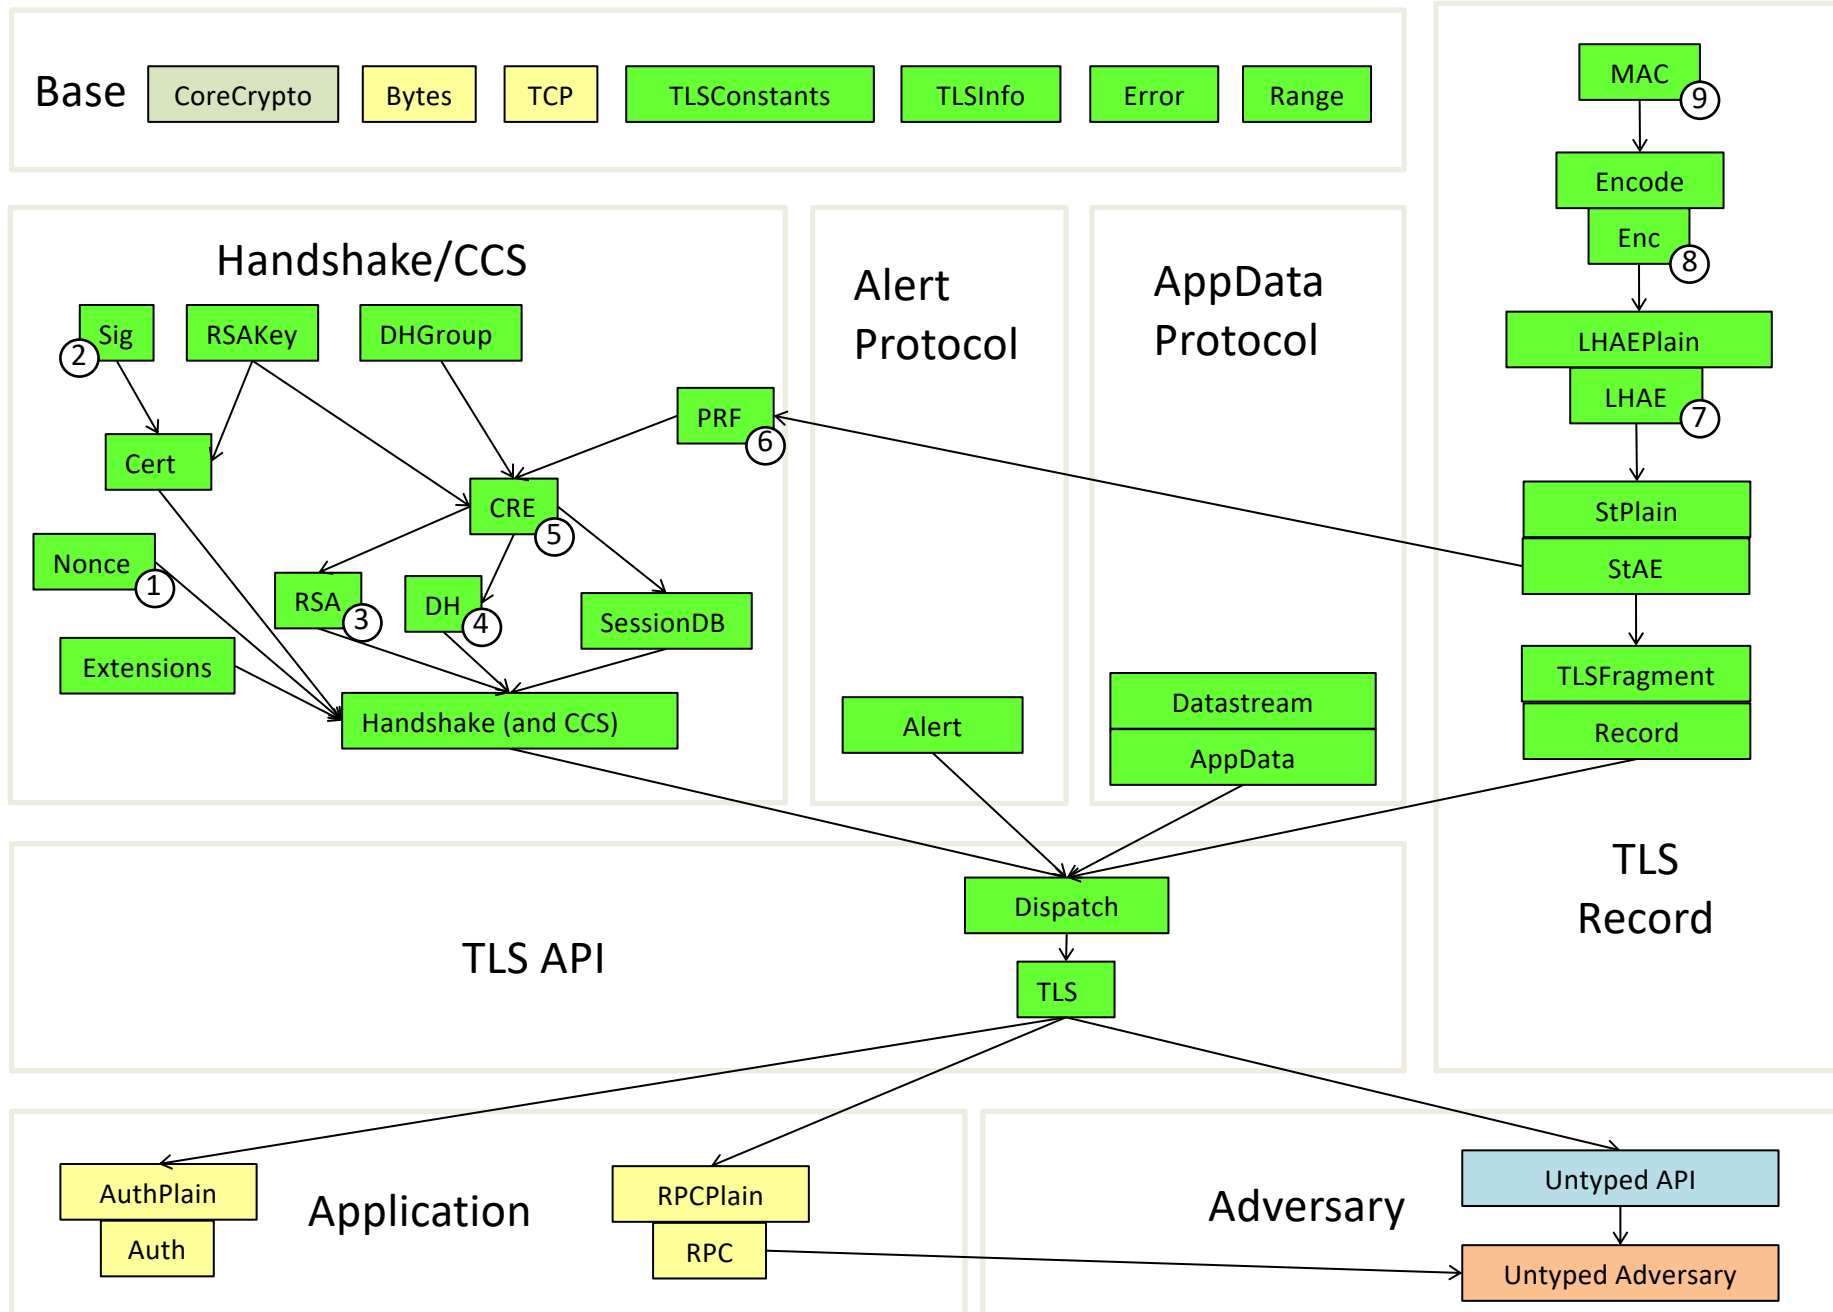 Base
CoreCrypto
Bytes
TCP
TLSConstants
TLSInfo
Error
Range
Handshake/CCS
Sig
2
RSAKey
DHGroup
PRF
6
Cert
CRE
5
Nonce
1
RSA
3
DH
4
SessionDB
Extensions
Handshake (and CCS)
Alert
Protocol
Alert
AppData
Protocol
Datastream
AppData
MAC
9
Encode
Enc
8
LHAEPlain
LHAE
7
StPlain
StAE
TLSFragment
Record
TLS
Record
TLS API
Dispatch
TLS
AuthPlain
Auth
Application
RPCPlain
RPC
Adversary
Untyped API
Untyped Adversary